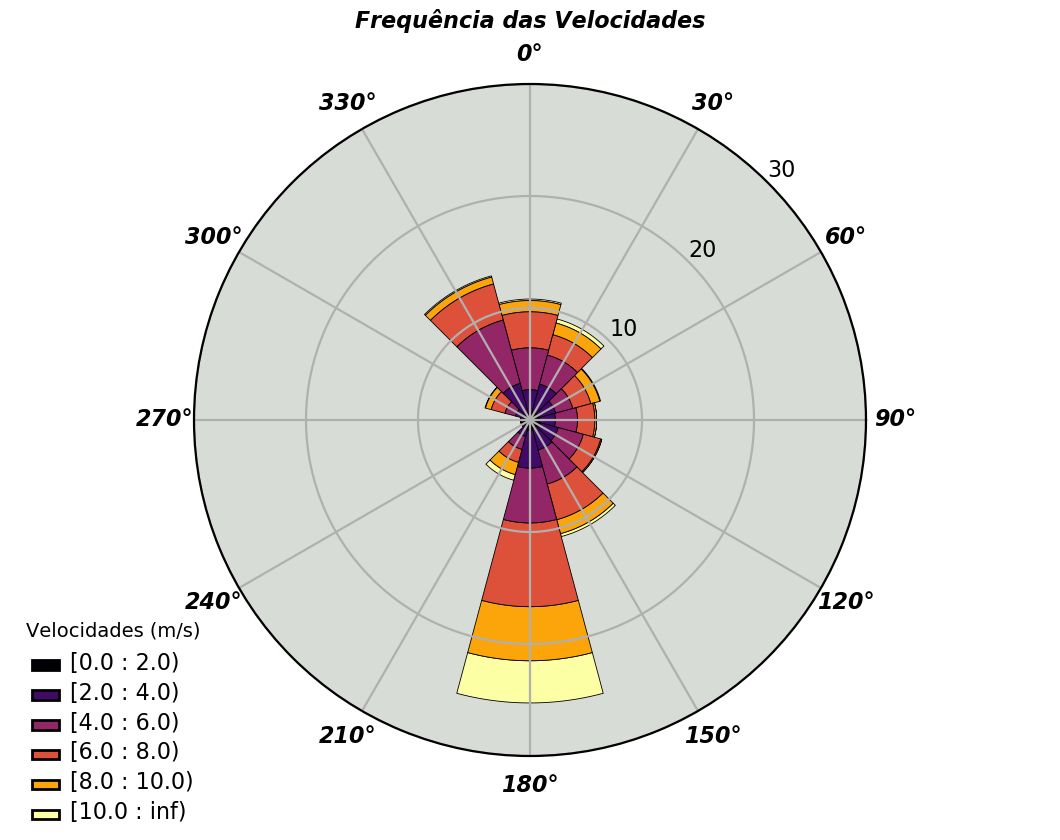 Frequência das Velocidades
0°
330°
30°
30
300°
60°
20
10
270°
90°
240°
120°
210°
150°
180°
Velocidades (m/s)
[0.0 : 2.0)
[2.0 : 4.0)
[4.0 : 6.0)
[6.0 : 8.0)
[8.0 : 10.0)
[10.0 : inf)